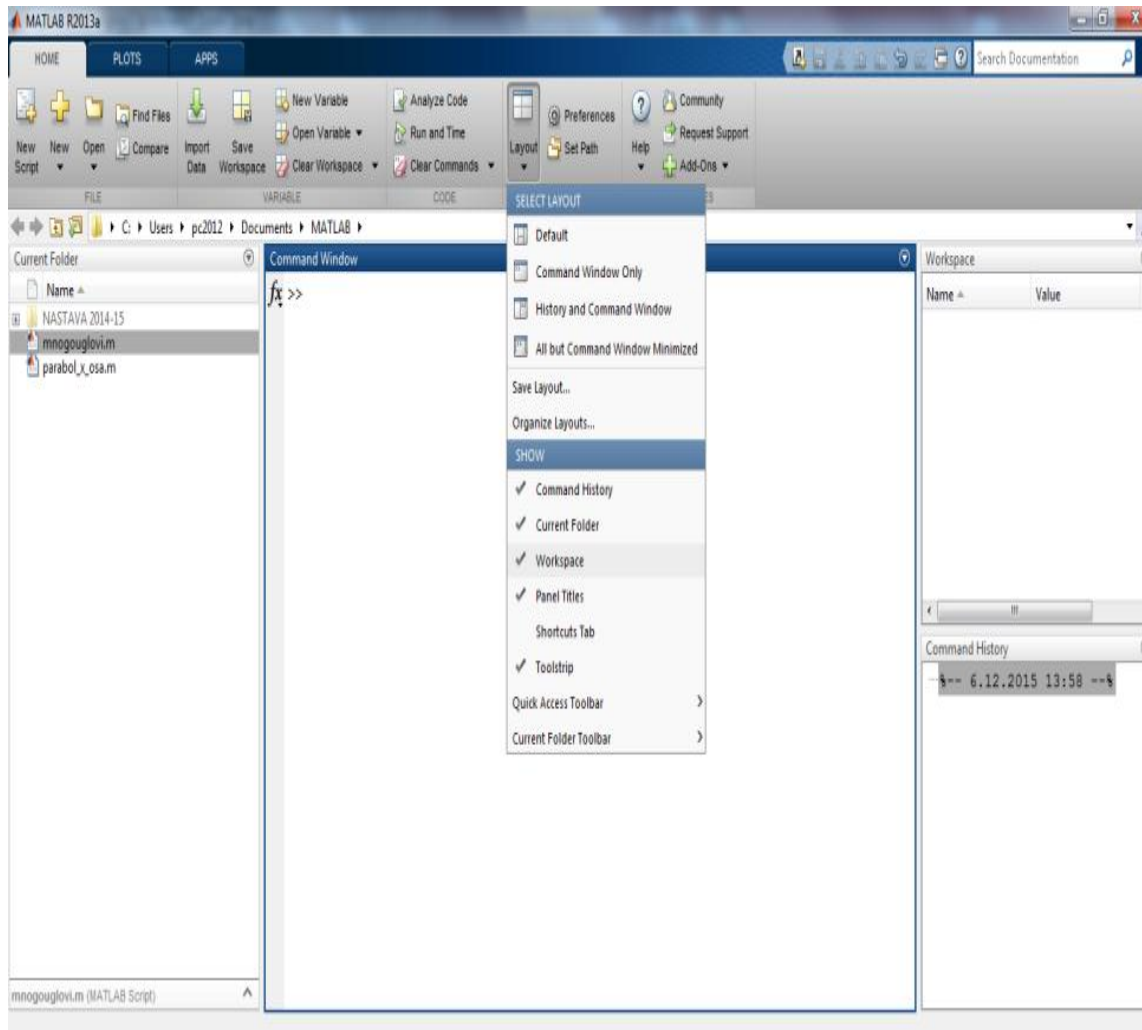 MATLAB R2013a
HOME PLOTS APPS Search Documentation
New Script
New
Open
Find Files
Compare
Import Data
Save Workspace
New Variable
Open Variable
Clear Workspace
Analyze Code
Run and Time
Clear Commands
Layout
Preferences
Set Path
Help
Community
Request Support
Add-Ons
FILE VARIABLE CODE
C: Users pc2012 Documents MATLAB
Current Folder
Name
NASTAVA 2014-15
mnogouglovi.m
parabol_x_osa.m
mnogouglovi.m (MATLAB Script)
Command Window
fx >>
SELECT LAYOUT
Default
Command Window Only
History and Command Window
All but Command Window Minimized
Save Layout...
Organize Layouts...
SHOW
Command History
Current Folder
Workspace
Panel Titles
Shortcuts Tab
Toolstrip
Quick Access Toolbar
Current Folder Toolbar
Workspace
Name Value
Command History
%-- 6.12.2015 13:58 --%